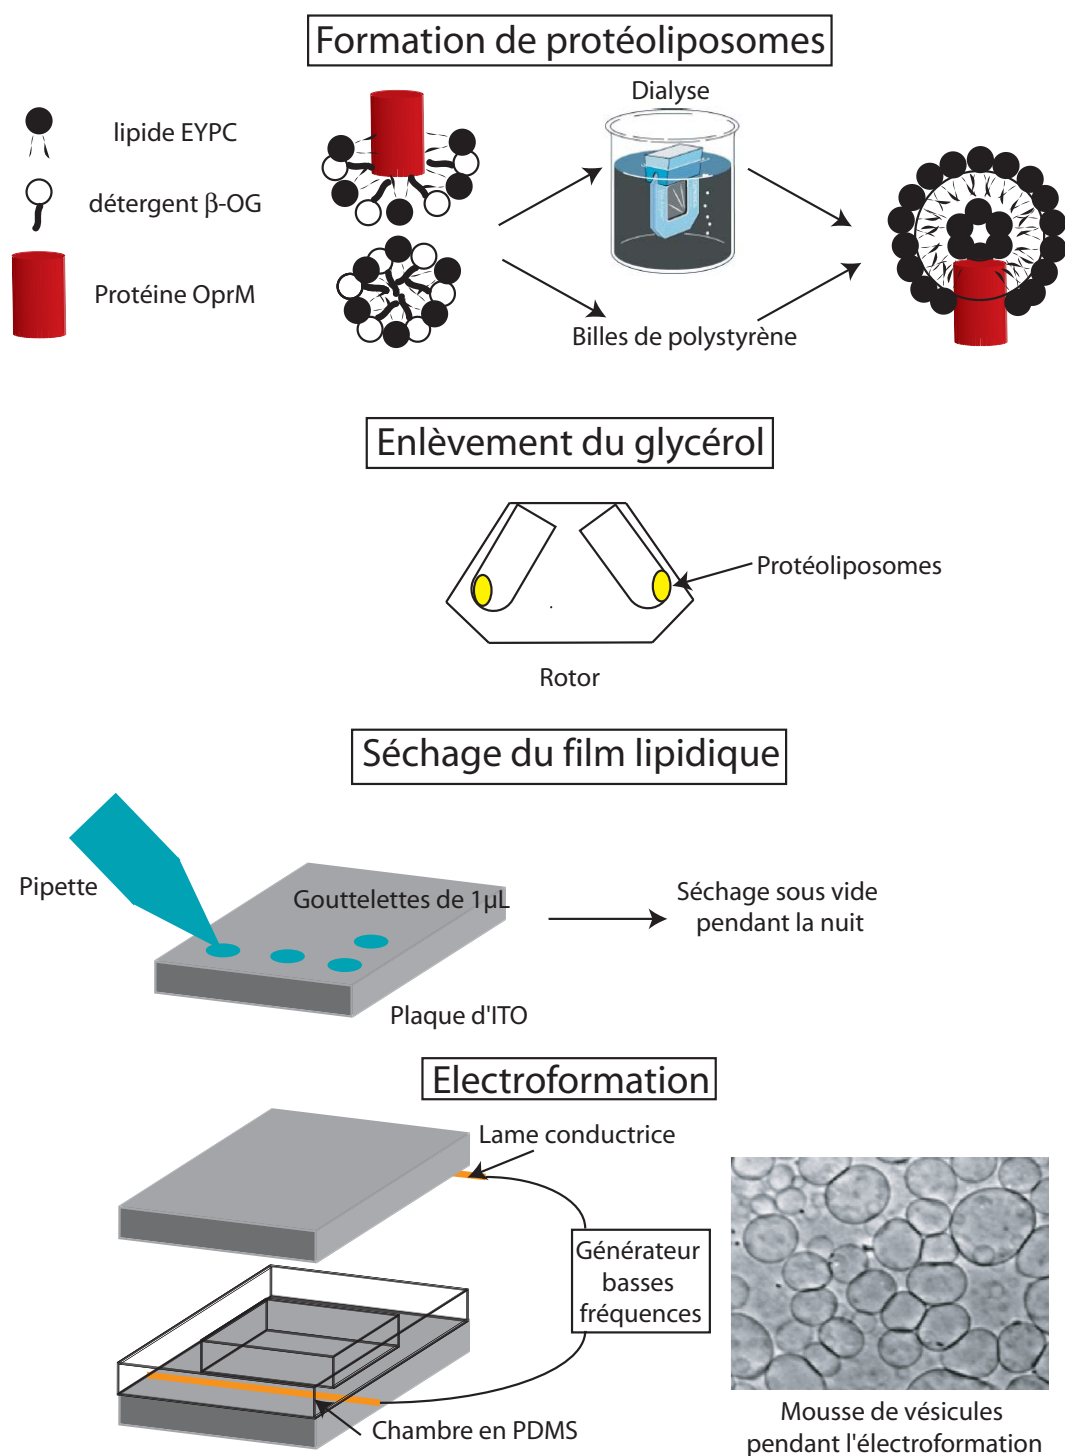 Formation de protéoliposomes
Dialyse
lipide EYPC
détergent β-OG
Protéine OprM
Billes de polystyrène
Enlèvement du glycérol
Protéoliposomes
Rotor
Séchage du film lipidique
Pipette
Gouttelettes de 1µL
Séchage sous vide
pendant la nuit
Plaque d'ITO
Electroformation
Lame conductrice
Générateur
basses
fréquences
Chambre en PDMS
Mousse de vésicules
pendant l'électroformation